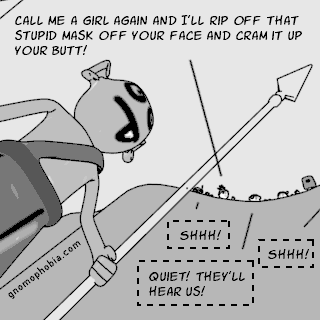 CALL ME A GIRL AGAIN AND I'LL RIP OFF THAT
STUPID MASK OFF YOUR FACE AND CRAM IT UP
YOUR BUTT!
SHHH!
SHHH!
QUIET! THEY'LL
HEAR US!
gnomophobia.com